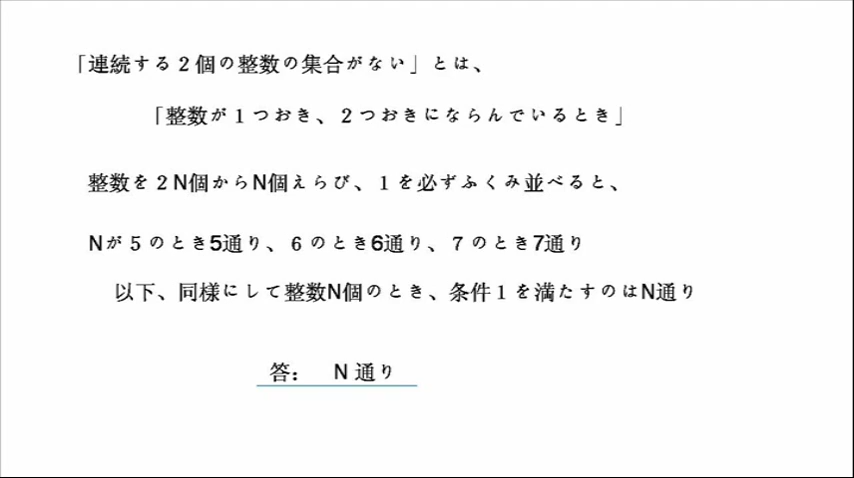 「連続する２個の整数の集合がない」とは、
「整数が１つおき、２つおきにならんでいるとき」
整数を２N個からN個えらび、１を必ずふくみ並べると、
Nが５のとき5通り、６のとき6通り、７のとき7通り
以下、同様にして整数N個のとき、条件１を満たすのはN通り
答：　N 通り